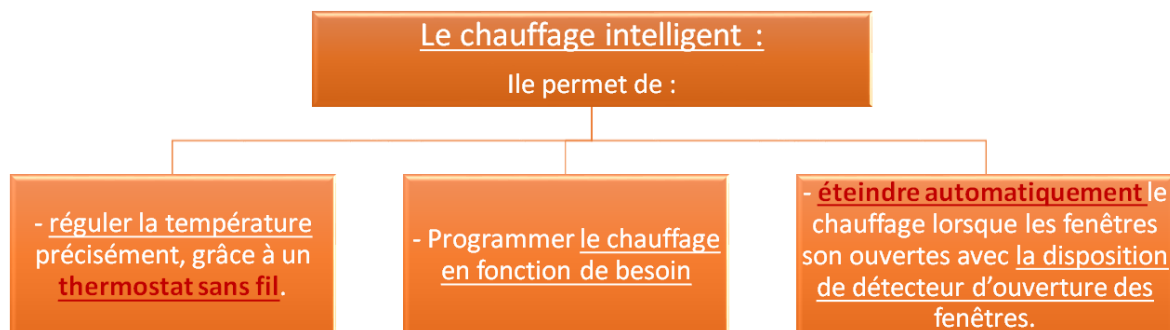 Le chauffage intelligent :
Ile permet de :
- réguler la température
précisément, grâce à un
thermostat sans fil.
- Programmer le chauffage
en fonction de besoin
- éteindre automatiquement le
chauffage lorsque les fenêtres
son ouvertes avec la disposition
de détecteur d’ouverture des
fenêtres.